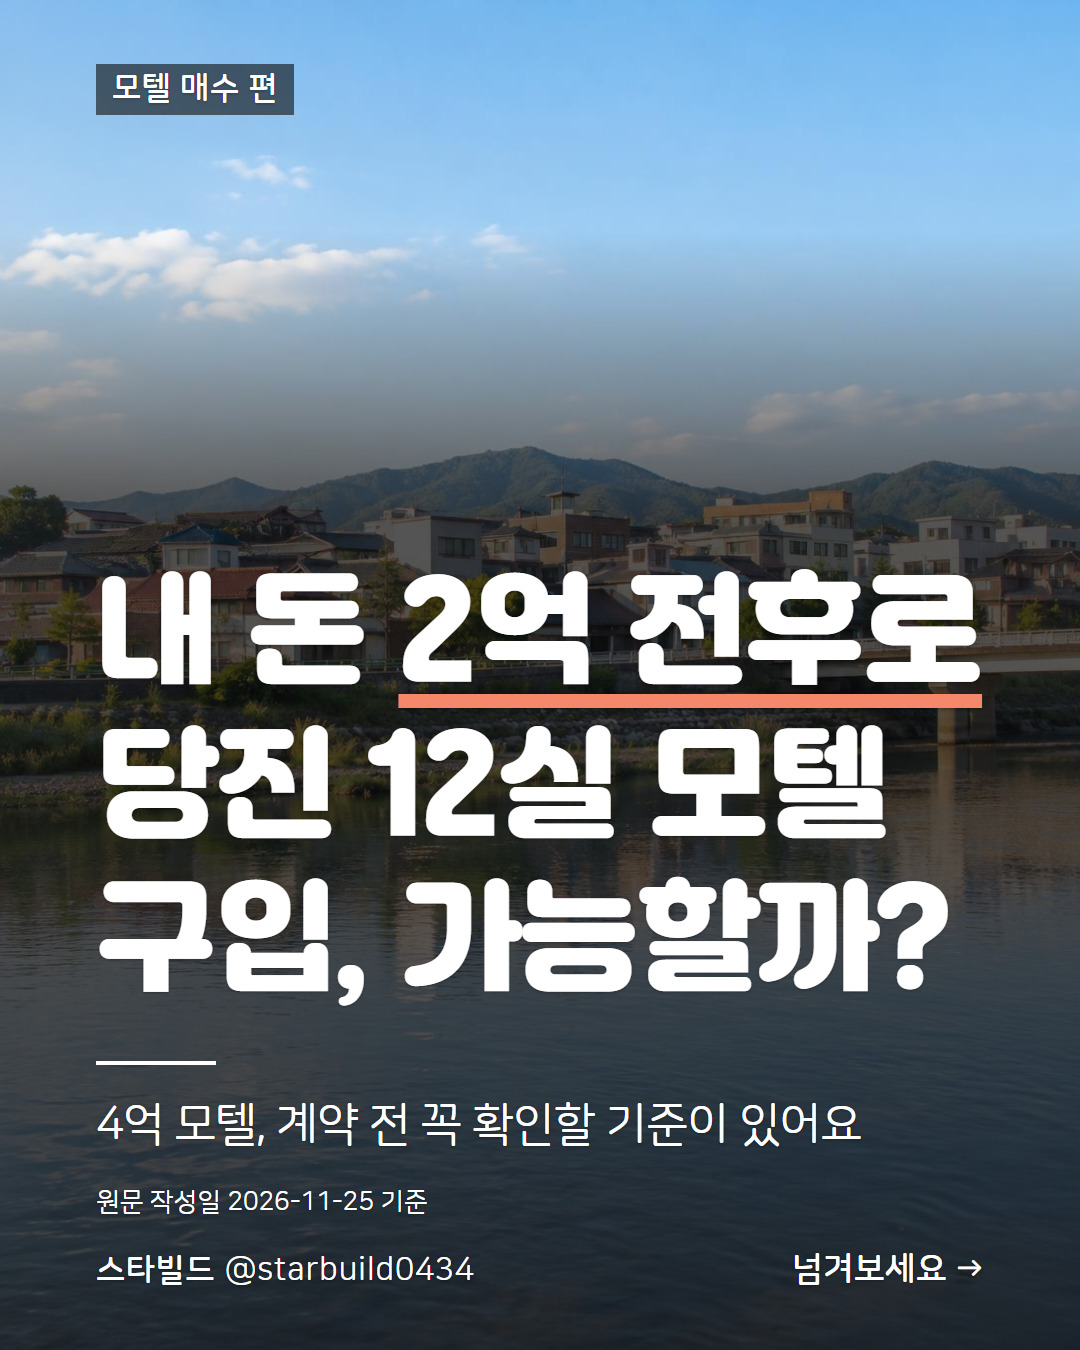 모텔 매수 편
내 돈 2억 전후로
당진 12실 모텔
구입, 가능할까?
4억 모텔, 계약 전 꼭 확인할 기준이 있어요
원문 작성일 2026-11-25 기준
스타빌드 @starbuild0434
넘겨보세요 →